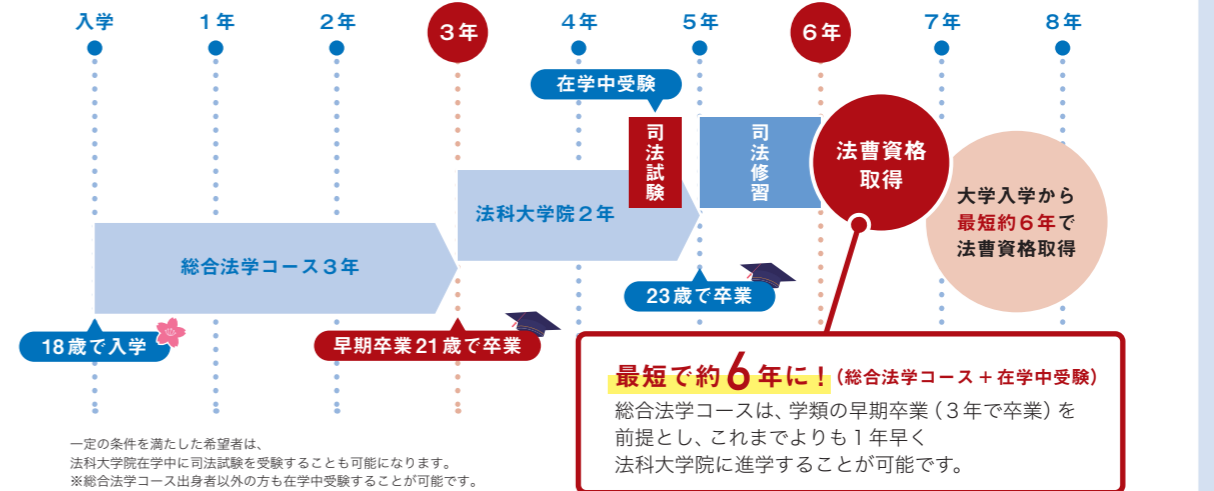 入学
1年
2年
3年
4年
5年
6年
7年
8年
在学中受験
司法試験
司法修習
法曹資格
取得
大学入学から
最短約6年で
法曹資格取得
法科大学院2年
総合法学コース3年
23歳で卒業
18歳で入学
早期卒業21歳で卒業
最短で約6年に！（総合法学コース＋在学中受験）
総合法学コースは、学類の早期卒業（3年で卒業）を
前提とし、これまでよりも1年早く
法科大学院に進学することが可能です。
一定の条件を満たした希望者は、
法科大学院在学中に司法試験を受験することも可能になります。
※総合法学コース出身者以外の方も在学中受験することが可能です。